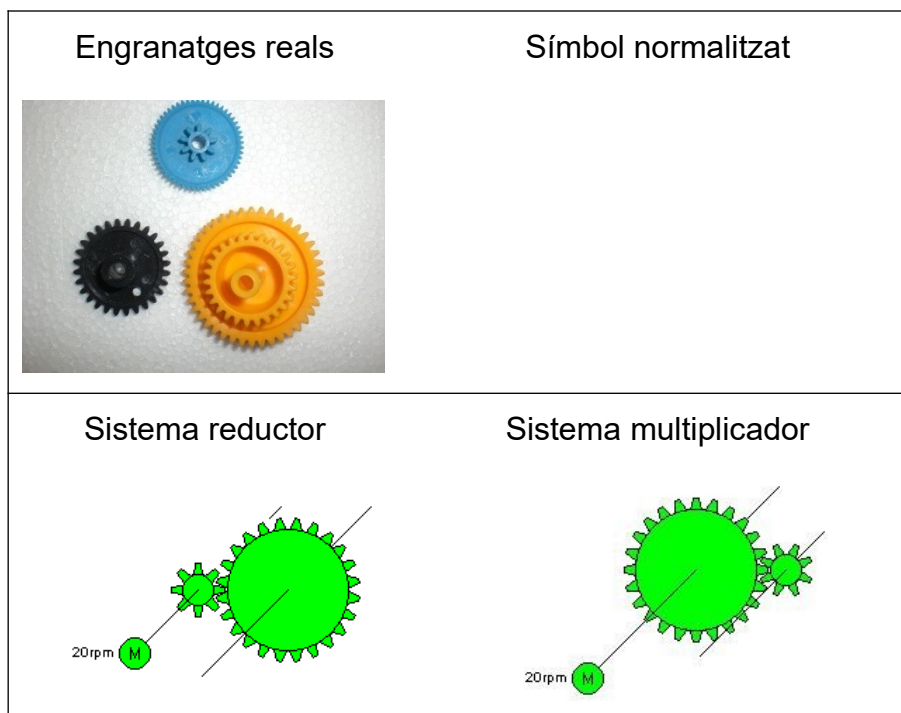 Engranatges reals
Símbol normalitzat
Sistema reductor
Sistema multiplicador
20rpm M
20rpm M